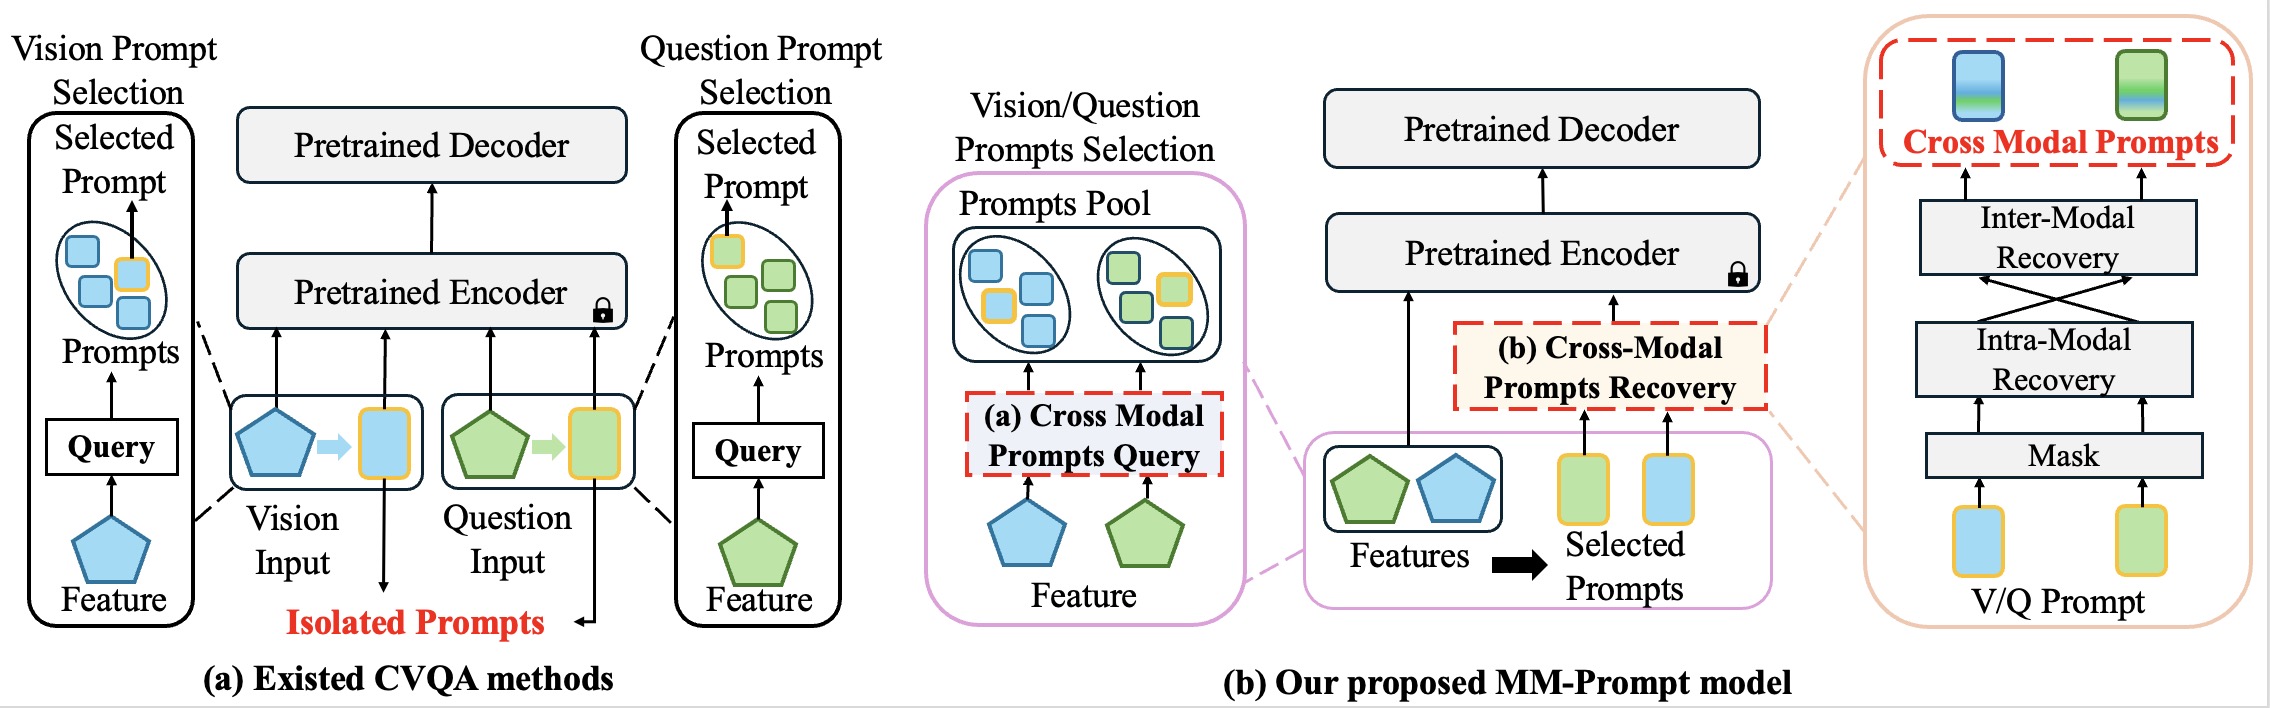 Vision Prompt
Selection
Selected
Prompt
Prompts
Query
Feature
Pretrained Decoder
Pretrained Encoder
Vision
Input
Question
Input
Isolated Prompts
Question Prompt
Selection
Selected
Prompt
Prompts
Query
Feature
(a) Existed CVQA methods
Vision/Question
Prompts Selection
Prompts Pool
(a) Cross Modal
Prompts Query
Feature
Pretrained Decoder
Pretrained Encoder
(b) Cross-Modal
Prompts Recovery
Features
Selected
Prompts
Cross Modal Prompts
Inter-Modal
Recovery
Intra-Modal
Recovery
Mask
V/Q Prompt
(b) Our proposed MM-Prompt model